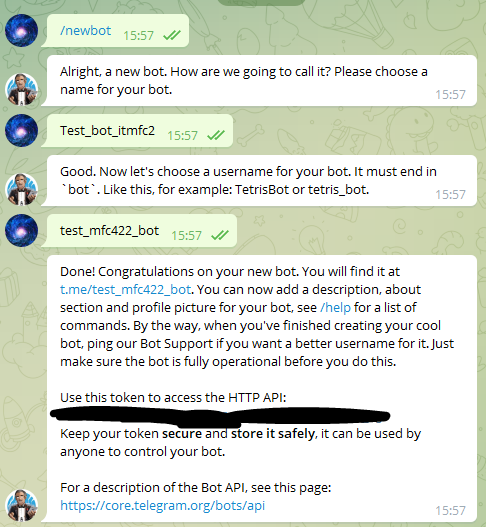 /newbot 15:57
Alright, a new bot. How are we going to call it? Please choose a
name for your bot.
15:57
Test_bot_itmfc2 15:57
Good. Now let's choose a username for your bot. It must end in
`bot`. Like this, for example: TetrisBot or tetris_bot.
15:57
test_mfc422_bot 15:57
Done! Congratulations on your new bot. You will find it at
t.me/test_mfc422_bot. You can now add a description, about
section and profile picture for your bot, see /help for a list of
commands. By the way, when you've finished creating your cool
bot, ping our Bot Support if you want a better username for it. Just
make sure the bot is fully operational before you do this.
Use this token to access the HTTP API:
Keep your token secure and store it safely, it can be used by
anyone to control your bot.
For a description of the Bot API, see this page:
https://core.telegram.org/bots/api
15:57